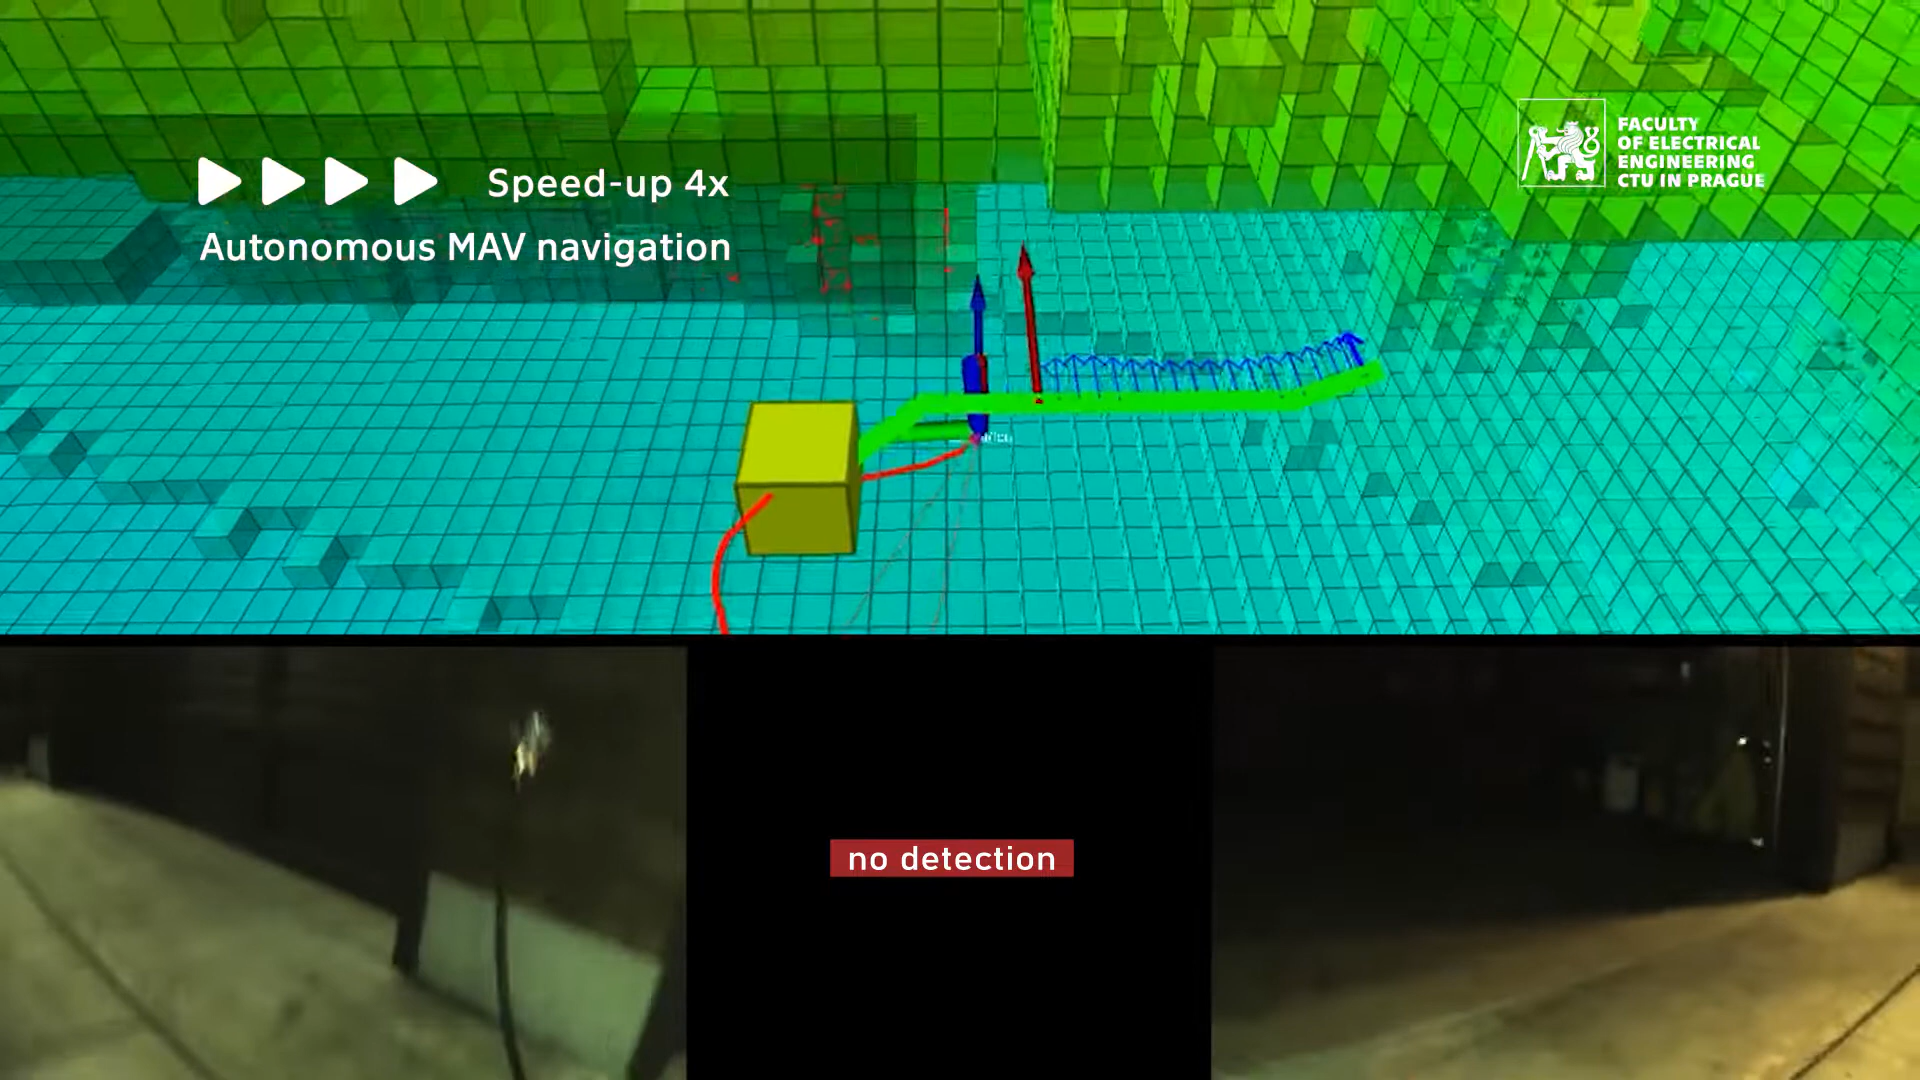 Speed-up 4x
Autonomous MAV navigation
FACULTY
OF ELECTRICAL
ENGINEERING
CTU IN PRAGUE
no detection